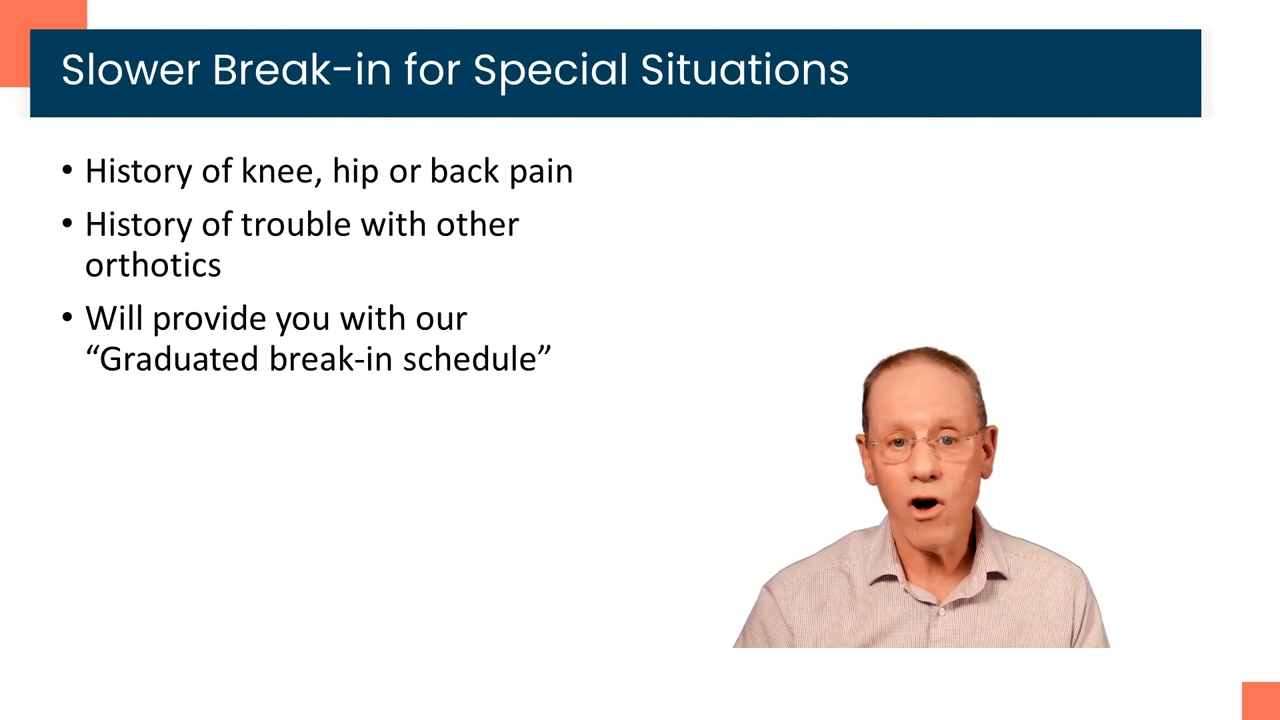 Slower Break-in for Special Situations
• History of knee, hip or back pain
• History of trouble with other
orthotics
• Will provide you with our
“Graduated break-in schedule”